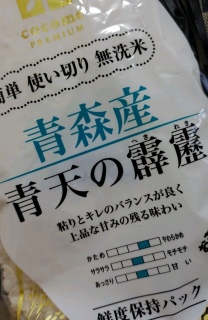 cocome
PREMIUM
簡単 使い切り 無洗米
青森産
青天の霹靂
粘りとキレのバランスが良く
上品な甘みの残る味わい
かため やわらかめ
サラサラ モチモチ
あっさり 甘い
鮮度保持パック